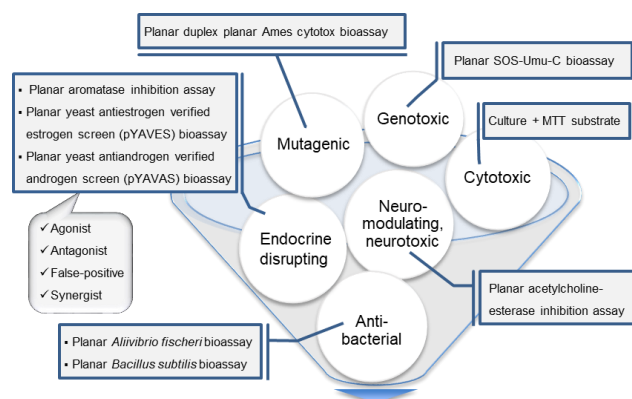 Planar duplex planar Ames cytotox bioassay
Planar SOS-Umu-C bioassay
▪ Planar aromatase inhibition assay
▪ Planar yeast antiestrogen verified
estrogen screen (pYAVES) bioassay
▪ Planar yeast antiandrogen verified
androgen screen (pYAVAS) bioassay
Culture + MTT substrate
Mutagenic
Genotoxic
Cytotoxic
✓ Agonist
✓ Antagonist
✓ False-positive
✓ Synergist
Endocrine
disrupting
Neuro-
modulating,
neurotoxic
Planar acetylcholine-
esterase inhibition assay
Anti-
bacterial
▪ Planar Aliivibrio fischeri bioassay
▪ Planar Bacillus subtilis bioassay